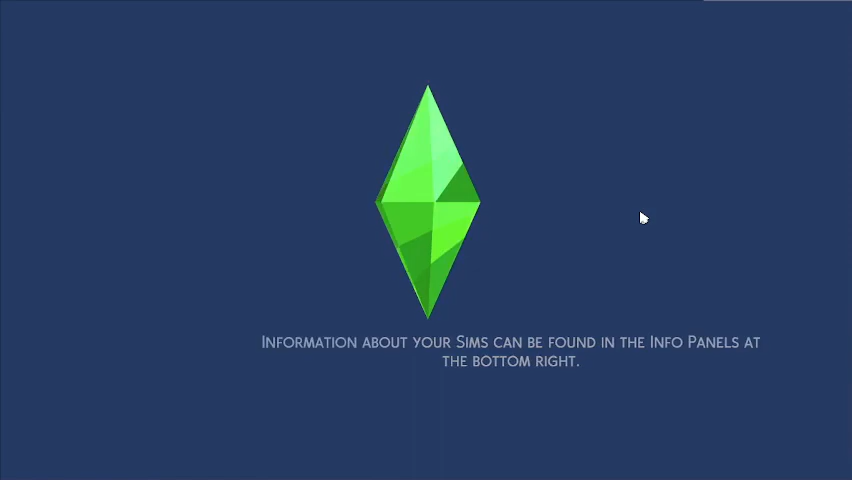 Information about your Sims can be found in the Info Panels at
the bottom right.